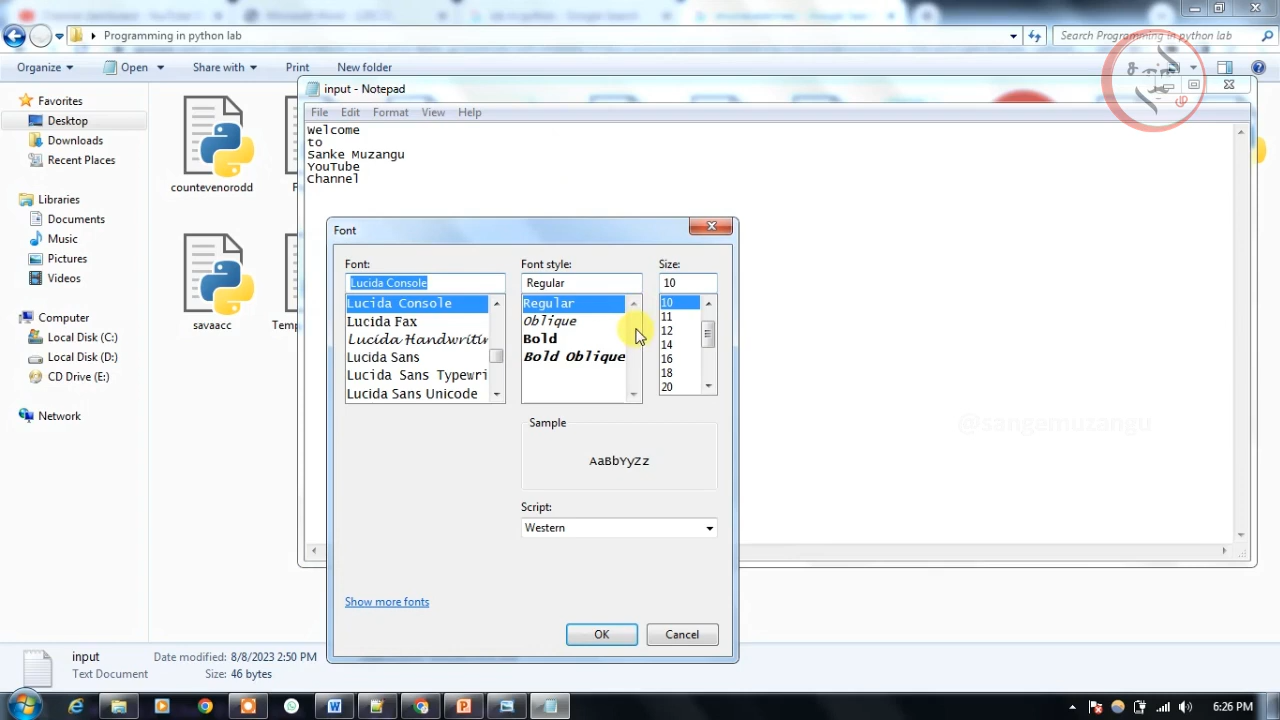 Programming in python lab
Search Programming in python lab
Organize
Open
Share with
Print
New folder
Favorites
Desktop
Downloads
Recent Places
Libraries
Documents
Music
Pictures
Videos
Computer
Local Disk (C:)
Local Disk (D:)
CD Drive (E:)
Network
countevenorodd
savaacc
Temp
input - Notepad
File Edit Format View Help
Welcome
to
Sanke Muzangu
YouTube
Channel
Font
Font:
Lucida Console
Lucida Console
Lucida Fax
Lucida Handwritin
Lucida Sans
Lucida Sans Typewri
Lucida Sans Unicode
Font style:
Regular
Regular
Oblique
Bold
Bold Oblique
Size:
10
10
11
12
14
16
18
20
Sample
AaBbYyZz
Script:
Western
Show more fonts
OK
Cancel
@sangemuzangu
input
Text Document
Date modified: 8/8/2023 2:50 PM
Size: 46 bytes
6:26 PM